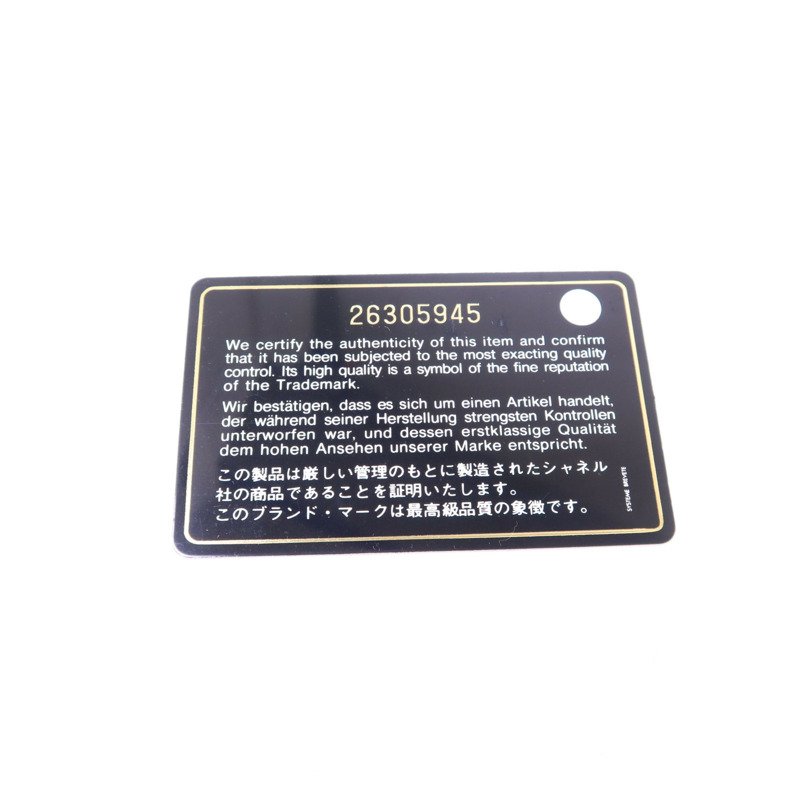 26305945
We certify the authenticity of this item and confirm
that it has been subjected to the most exacting quality
control. Its high quality is a symbol of the fine reputation
of the Trademark.
Wir bestätigen, dass es sich um einen Artikel handelt,
der während seiner Herstellung strengsten Kontrollen
unterworfen war, und dessen erstklassige Qualität
dem hohen Ansehen unserer Marke entspricht.
この製品は厳しい管理のもとに製造されたシャネル
社の商品であることを証明いたします。
このブランド・マークは最高級品質の象徴です。
SYSTEME BREVETE